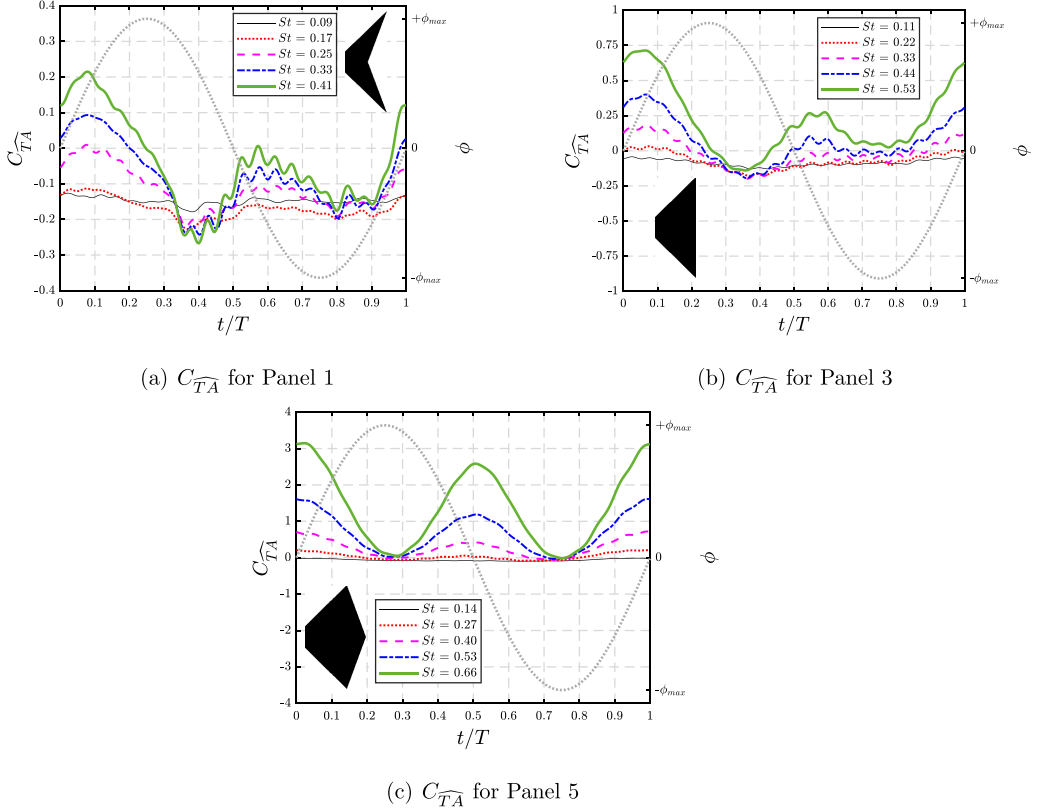 0.4
0.3
0.2
0.1
0
-0.1
-0.2
-0.3
-0.4
C_{\widehat{TA}}
0 0.1 0.2 0.3 0.4 0.5 0.6 0.7 0.8 0.9 1
t/T
+ϕmax
0
-ϕmax
ϕ
St = 0.09
St = 0.17
St = 0.25
St = 0.33
St = 0.41
(a) C_{\widehat{TA}} for Panel 1
1
0.75
0.5
0.25
0
-0.25
-0.5
-0.75
-1
C_{\widehat{TA}}
0 0.1 0.2 0.3 0.4 0.5 0.6 0.7 0.8 0.9 1
t/T
+ϕmax
0
-ϕmax
ϕ
St = 0.11
St = 0.22
St = 0.33
St = 0.44
St = 0.53
(b) C_{\widehat{TA}} for Panel 3
4
3
2
1
0
-1
-2
-3
-4
C_{\widehat{TA}}
0 0.1 0.2 0.3 0.4 0.5 0.6 0.7 0.8 0.9 1
t/T
+ϕmax
0
-ϕmax
ϕ
St = 0.14
St = 0.27
St = 0.40
St = 0.53
St = 0.66
(c) C_{\widehat{TA}} for Panel 5